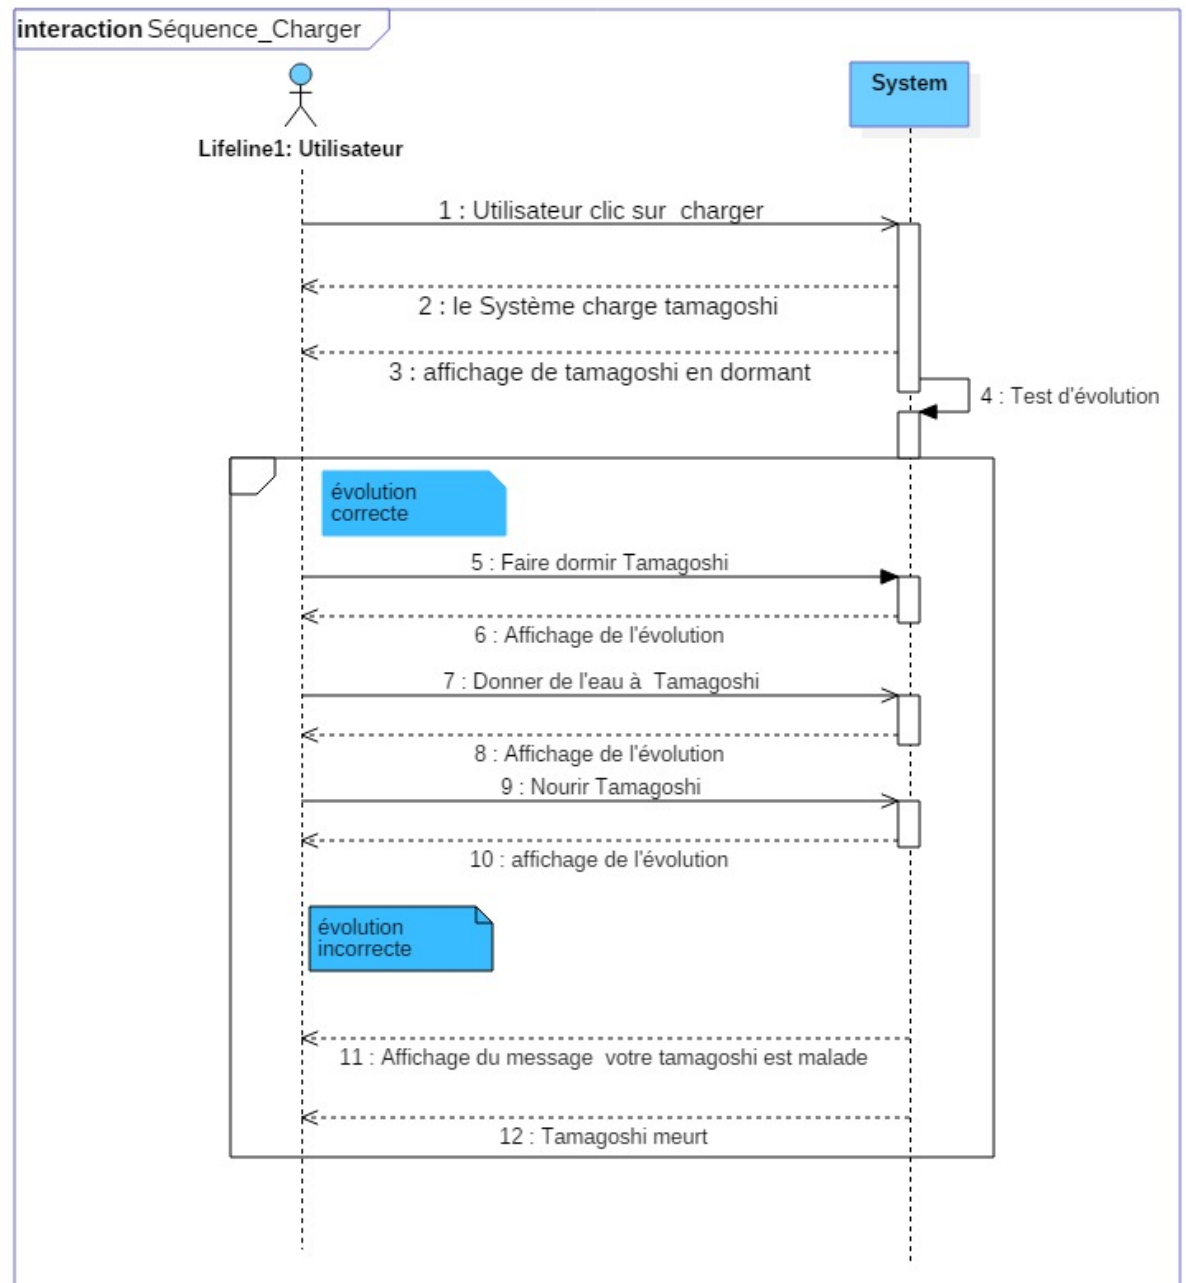 interaction Séquence_Charger
System
Lifeline1: Utilisateur
1 : Utilisateur clic sur charger
2 : le Système charge tamagoshi
3 : affichage de tamagoshi en dormant
4 : Test d'évolution
évolution
correcte
5 : Faire dormir Tamagoshi
6 : Affichage de l'évolution
7 : Donner de l'eau à Tamagoshi
8 : Affichage de l'évolution
9 : Nourir Tamagoshi
10 : affichage de l'évolution
évolution
incorrecte
11 : Affichage du message votre tamagoshi est malade
12 : Tamagoshi meurt